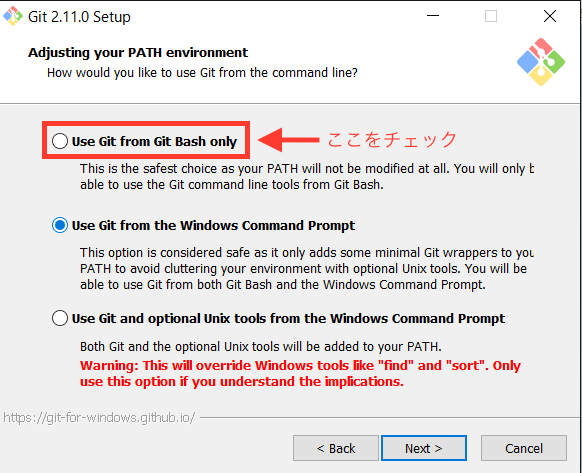 Git 2.11.0 Setup
Adjusting your PATH environment
How would you like to use Git from the command line?
Use Git from Git Bash only
ここをチェック
This is the safest choice as your PATH will not be modified at all. You will only b
able to use the Git command line tools from Git Bash.
Use Git from the Windows Command Prompt
This option is considered safe as it only adds some minimal Git wrappers to you
PATH to avoid cluttering your environment with optional Unix tools. You will be
able to use Git from both Git Bash and the Windows Command Prompt.
Use Git and optional Unix tools from the Windows Command Prompt
Both Git and the optional Unix tools will be added to your PATH.
Warning: This will override Windows tools like "find" and "sort". Only
use this option if you understand the implications.
https://git-for-windows.github.io/
< Back
Next >
Cancel